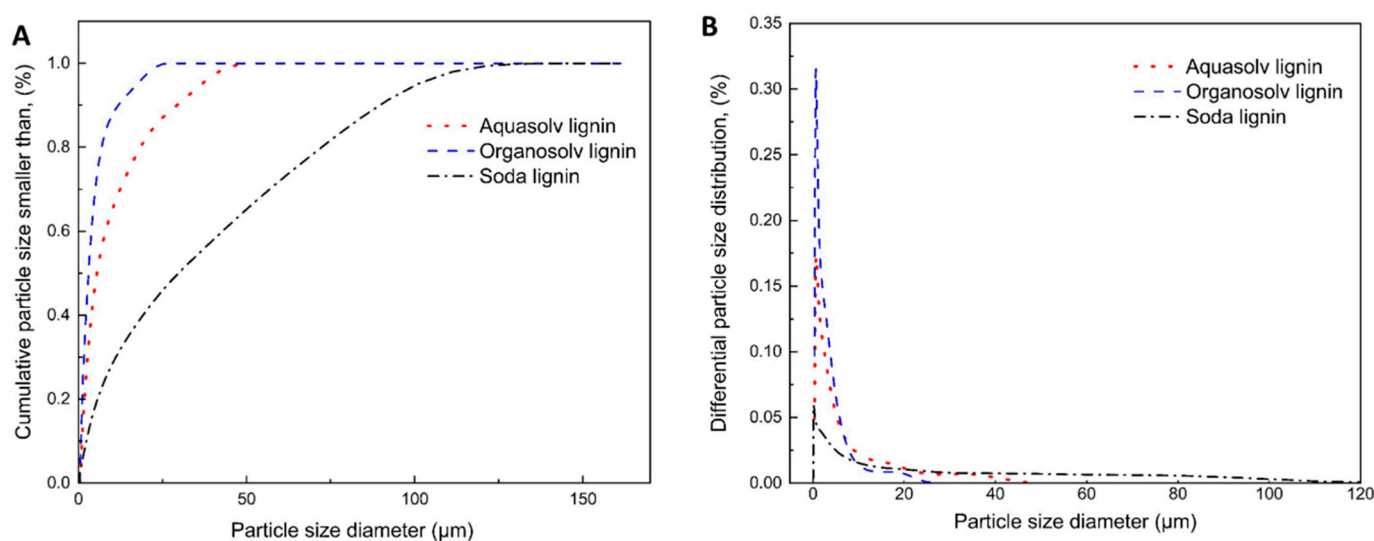 A
Cumulative particle size smaller than, (%)
1.0
0.8
0.6
0.4
0.2
0.0
Aquasolv lignin
Organosolv lignin
Soda lignin
0 50 100 150
Particle size diameter (μm)
B
Differential particle size distribution, (%)
0.35
0.30
0.25
0.20
0.15
0.10
0.05
0.00
Aquasolv lignin
Organosolv lignin
Soda lignin
0 20 40 60 80 100 120
Particle size diameter (μm)